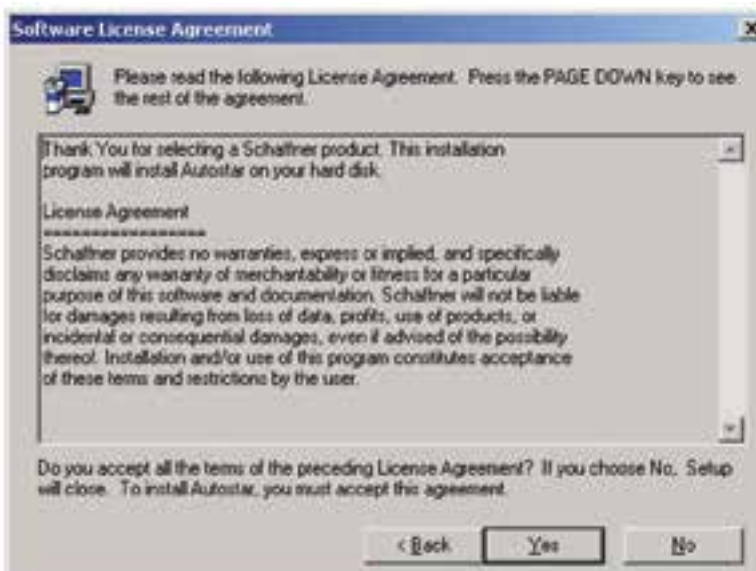 Software License Agreement
Please read the following License Agreement. Press the PAGE DOWN key to see
the rest of the agreement.
Thank You for selecting a Schaffner product. This installation
program will install Autostar on your hard disk.
License Agreement
=================
Schaffner provides no warranties, express or implied, and specifically
disclaims any warranty of merchantability or fitness for a particular
purpose of this software and documentation. Schaffner will not be liable
for damages resulting from loss of data, profits, use of products, or
incidental or consequential damages, even if advised of the possibility
thereof. Installation and/or use of this program constitutes acceptance
of these terms and restrictions by the user.
Do you accept all the terms of the preceding License Agreement? If you choose No, Setup
will close. To install Autostar, you must accept this agreement.
< Back
Yes
No